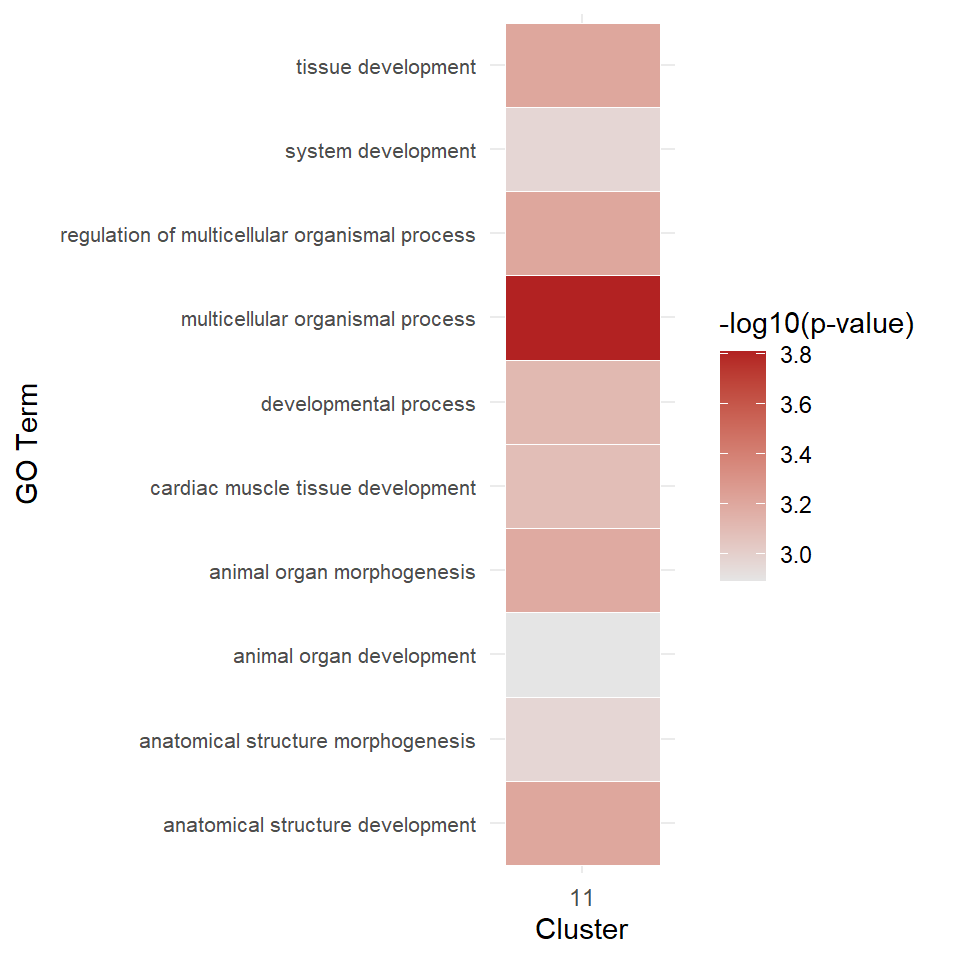 tissue development
system development
regulation of multicellular organismal process
multicellular organismal process
developmental process
cardiac muscle tissue development
animal organ morphogenesis
animal organ development
anatomical structure morphogenesis
anatomical structure development
GO Term
11
Cluster
-log10(p-value)
3.8
3.6
3.4
3.2
3.0